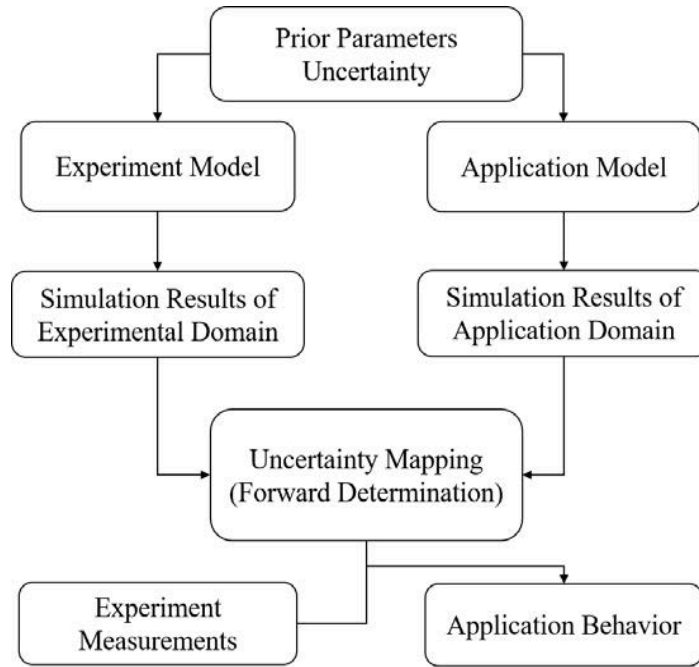 Prior Parameters
Uncertainty
Experiment Model
Application Model
Simulation Results of
Experimental Domain
Simulation Results of
Application Domain
Uncertainty Mapping
(Forward Determination)
Experiment
Measurements
Application Behavior